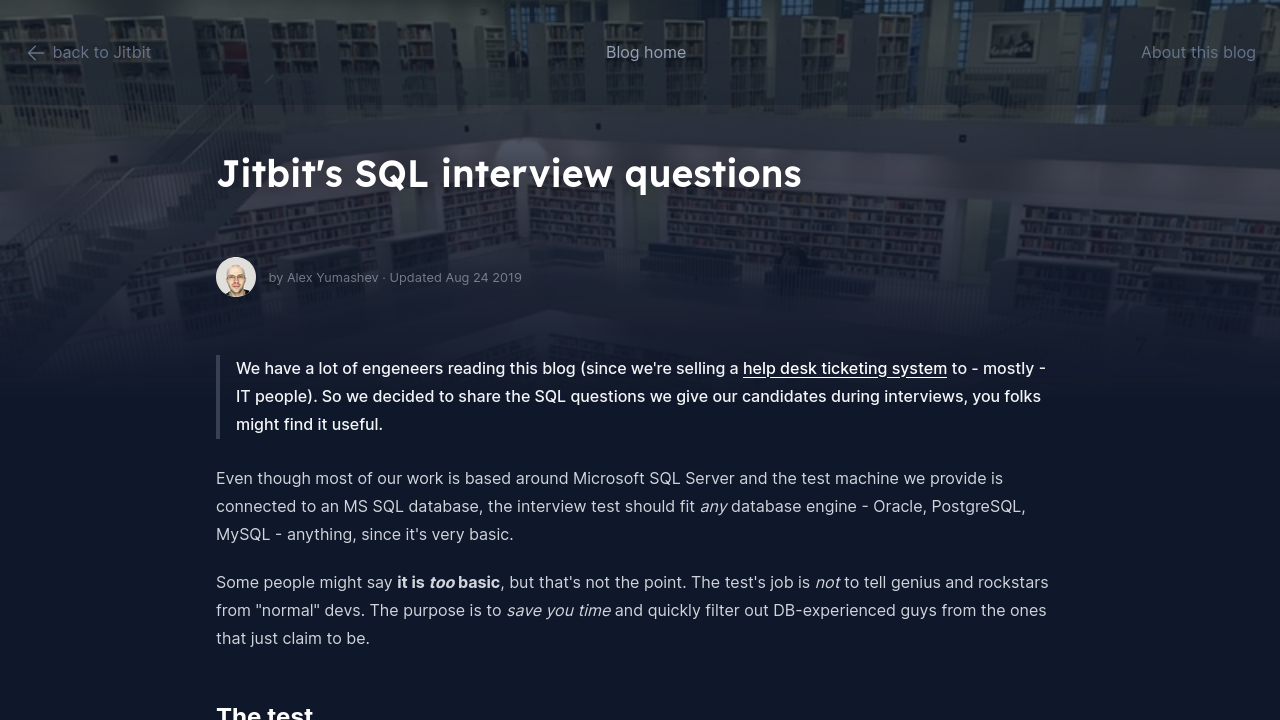 back to Jitbit
Blog home
About this blog
Jitbit's SQL interview questions
by Alex Yumashev · Updated Aug 24 2019
We have a lot of engeneers reading this blog (since we're selling a help desk ticketing system to - mostly -
IT people). So we decided to share the SQL questions we give our candidates during interviews, you folks
might find it useful.
Even though most of our work is based around Microsoft SQL Server and the test machine we provide is
connected to an MS SQL database, the interview test should fit any database engine - Oracle, PostgreSQL,
MySQL - anything, since it's very basic.
Some people might say it is too basic, but that's not the point. The test's job is not to tell genius and rockstars
from "normal" devs. The purpose is to save you time and quickly filter out DB-experienced guys from the ones
that just claim to be.
The test